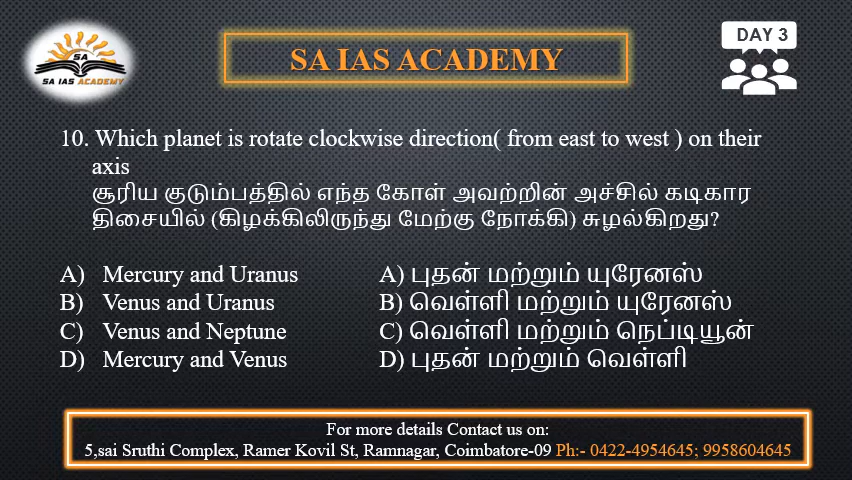 SA
SA IAS ACADEMY
SA IAS ACADEMY
DAY 3
10. Which planet is rotate clockwise direction( from east to west ) on their
axis
சூரிய குடும்பத்தில் எந்த கோள் அவற்றின் அச்சில் கடிகார
திசையில் (கிழக்கிலிருந்து மேற்கு நோக்கி) சுழல்கிறது?
A) Mercury and Uranus
B) Venus and Uranus
C) Venus and Neptune
D) Mercury and Venus
A) புதன் மற்றும் யுரேனஸ்
B) வெள்ளி மற்றும் யுரேனஸ்
C) வெள்ளி மற்றும் நெப்டியூன்
D) புதன் மற்றும் வெள்ளி
For more details Contact us on:
5,sai Sruthi Complex, Ramer Kovil St, Ramnagar, Coimbatore-09 Ph:- 0422-4954645; 9958604645